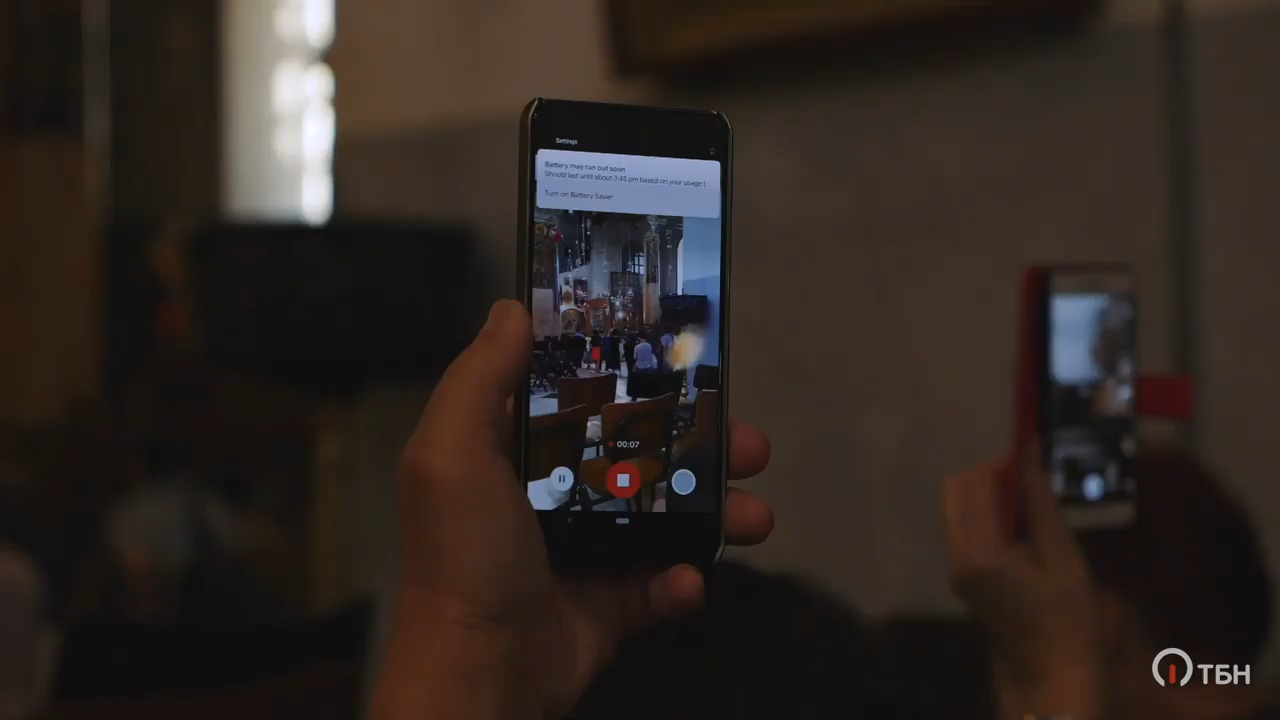 Settings
Battery may run out soon
Should last until about 3:45 pm based on your usage (
Turn on Battery Saver
00:07
ТБН